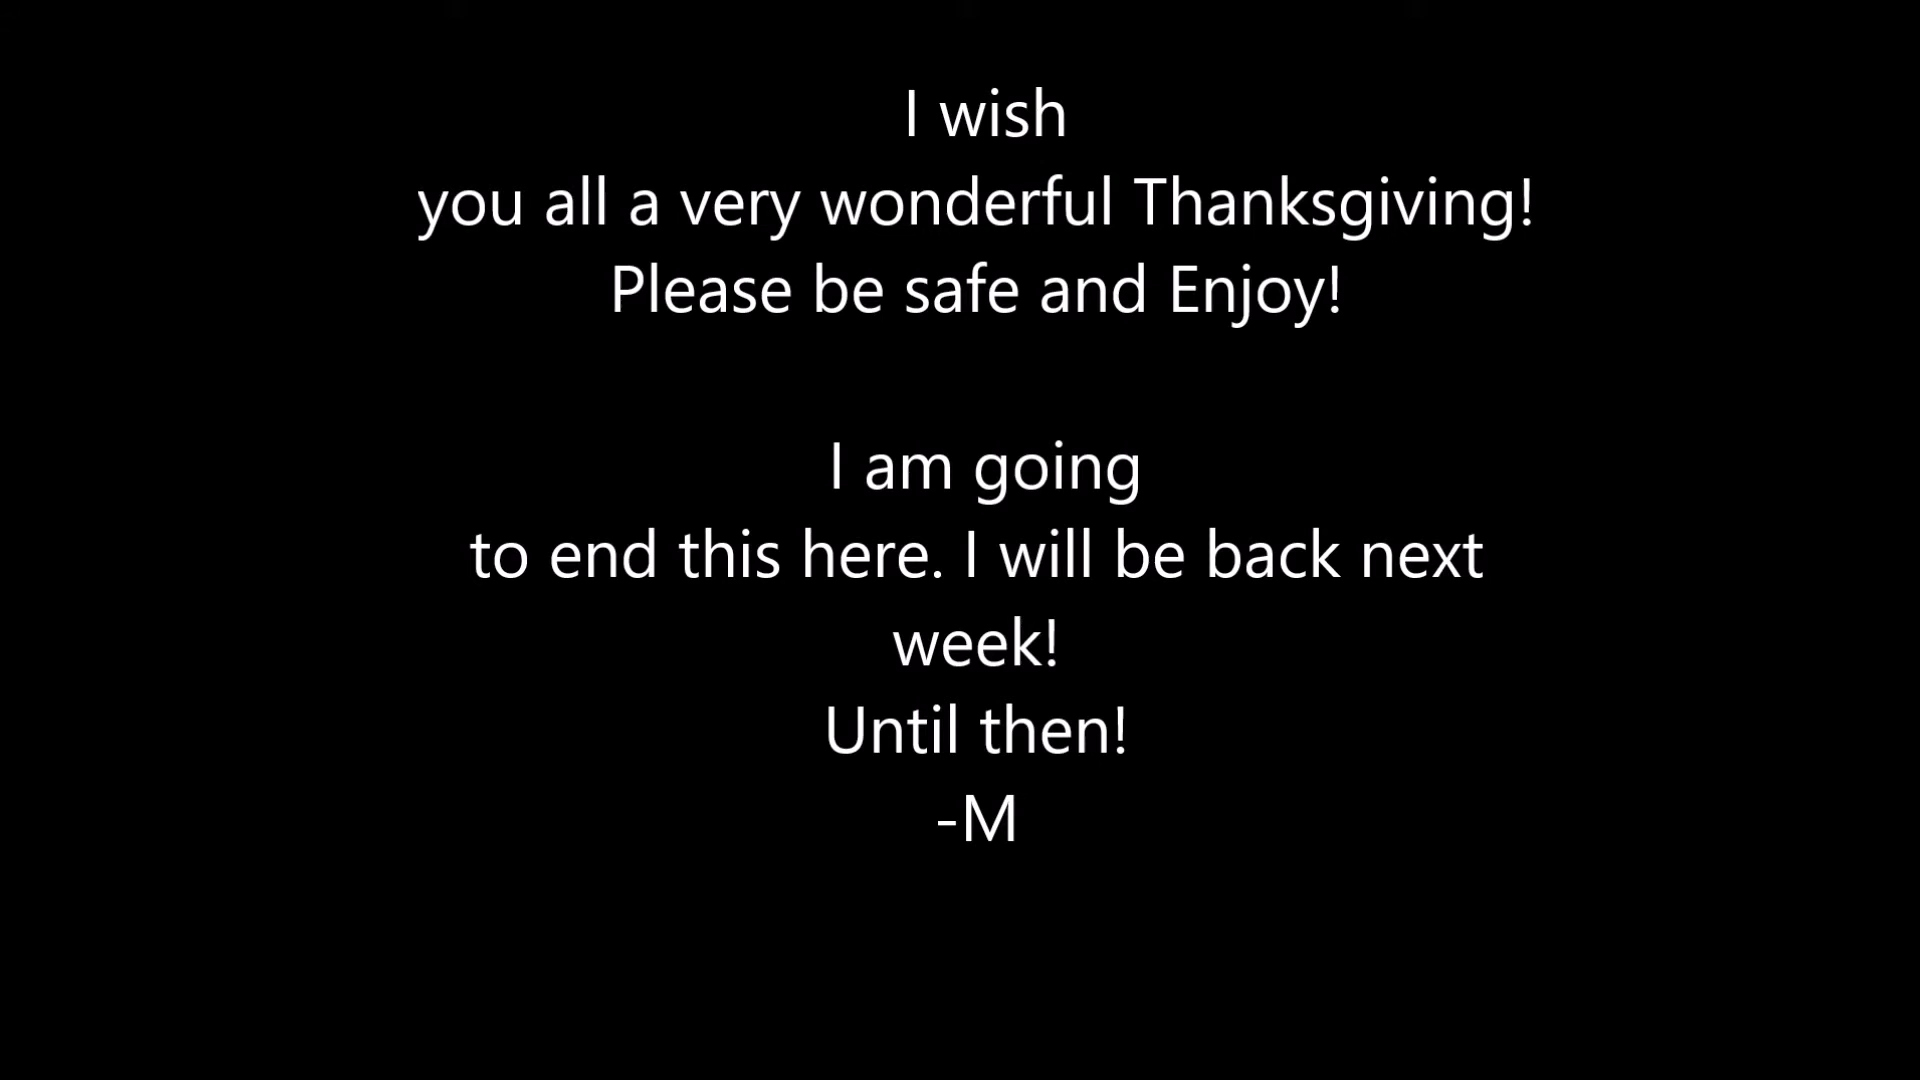 I wish
you all a very wonderful Thanksgiving!
Please be safe and Enjoy!
I am going
to end this here. I will be back next
week!
Until then!
-M